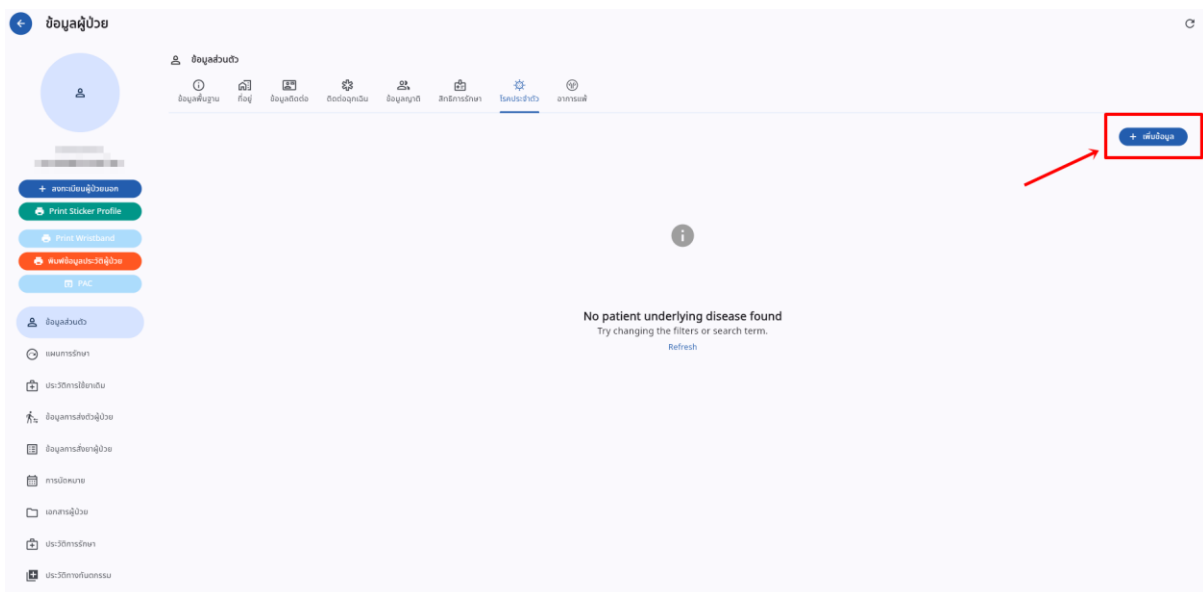 ข้อมูลผู้ป่วย
ข้อมูลส่วนตัว
ข้อมูลพื้นฐาน ที่อยู่ ข้อมูลติดต่อ ติดต่อฉุกเฉิน ข้อมูลญาติ สิทธิการรักษา โรคประจำตัว อาการแพ้
+ เพิ่มข้อมูล
+ ลงทะเบียนผู้ป่วยนอก
Print Sticker Profile
Print Wristband
พิมพ์ข้อมูลประวัติผู้ป่วย
PAC
ข้อมูลส่วนตัว
แผนการรักษา
ประวัติการใช้ยาเดิม
ข้อมูลการส่งตัวผู้ป่วย
ข้อมูลการสั่งยาผู้ป่วย
การนัดหมาย
เอกสารผู้ป่วย
ประวัติการรักษา
ประวัติทางทันตกรรม
No patient underlying disease found
Try changing the filters or search term.
Refresh